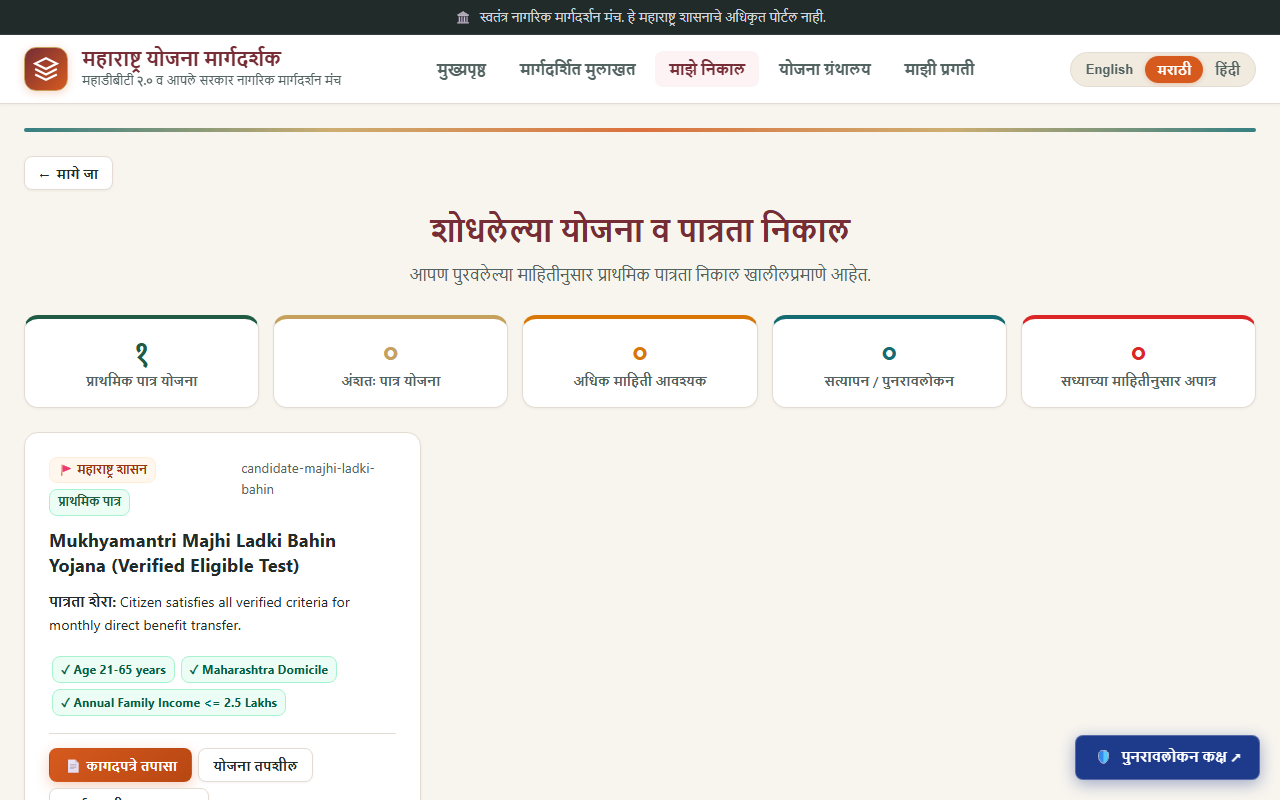 स्वतंत्र नागरिक मार्गदर्शन मंच. हे महाराष्ट्र शासनाचे अधिकृत पोर्टल नाही.
महाराष्ट्र योजना मार्गदर्शक
महाडीबीटी २.० व आपले सरकार नागरिक मार्गदर्शन मंच
मुख्यपृष्ठ
मार्गदर्शित मुलाखत
माझे निकाल
योजना ग्रंथालय
माझी प्रगती
English
मराठी
हिंदी
← मागे जा
शोधलेल्या योजना व पात्रता निकाल
आपण पुरवलेल्या माहितीनुसार प्राथमिक पात्रता निकाल खालीलप्रमाणे आहेत.
१
प्राथमिक पात्र योजना
०
अंशतः पात्र योजना
०
अधिक माहिती आवश्यक
०
सत्यापन / पुनरावलोकन
०
सध्याच्या माहितीनुसार अपात्र
महाराष्ट्र शासन
प्राथमिक पात्र
candidate-majhi-ladki-
bahin
Mukhyamantri Majhi Ladki Bahin
Yojana (Verified Eligible Test)
पात्रता शेरा: Citizen satisfies all verified criteria for
monthly direct benefit transfer.
✓ Age 21-65 years
✓ Maharashtra Domicile
✓ Annual Family Income <= 2.5 Lakhs
कागदपत्रे तपासा
योजना तपशील
पुनरावलोकन कक्ष ↗